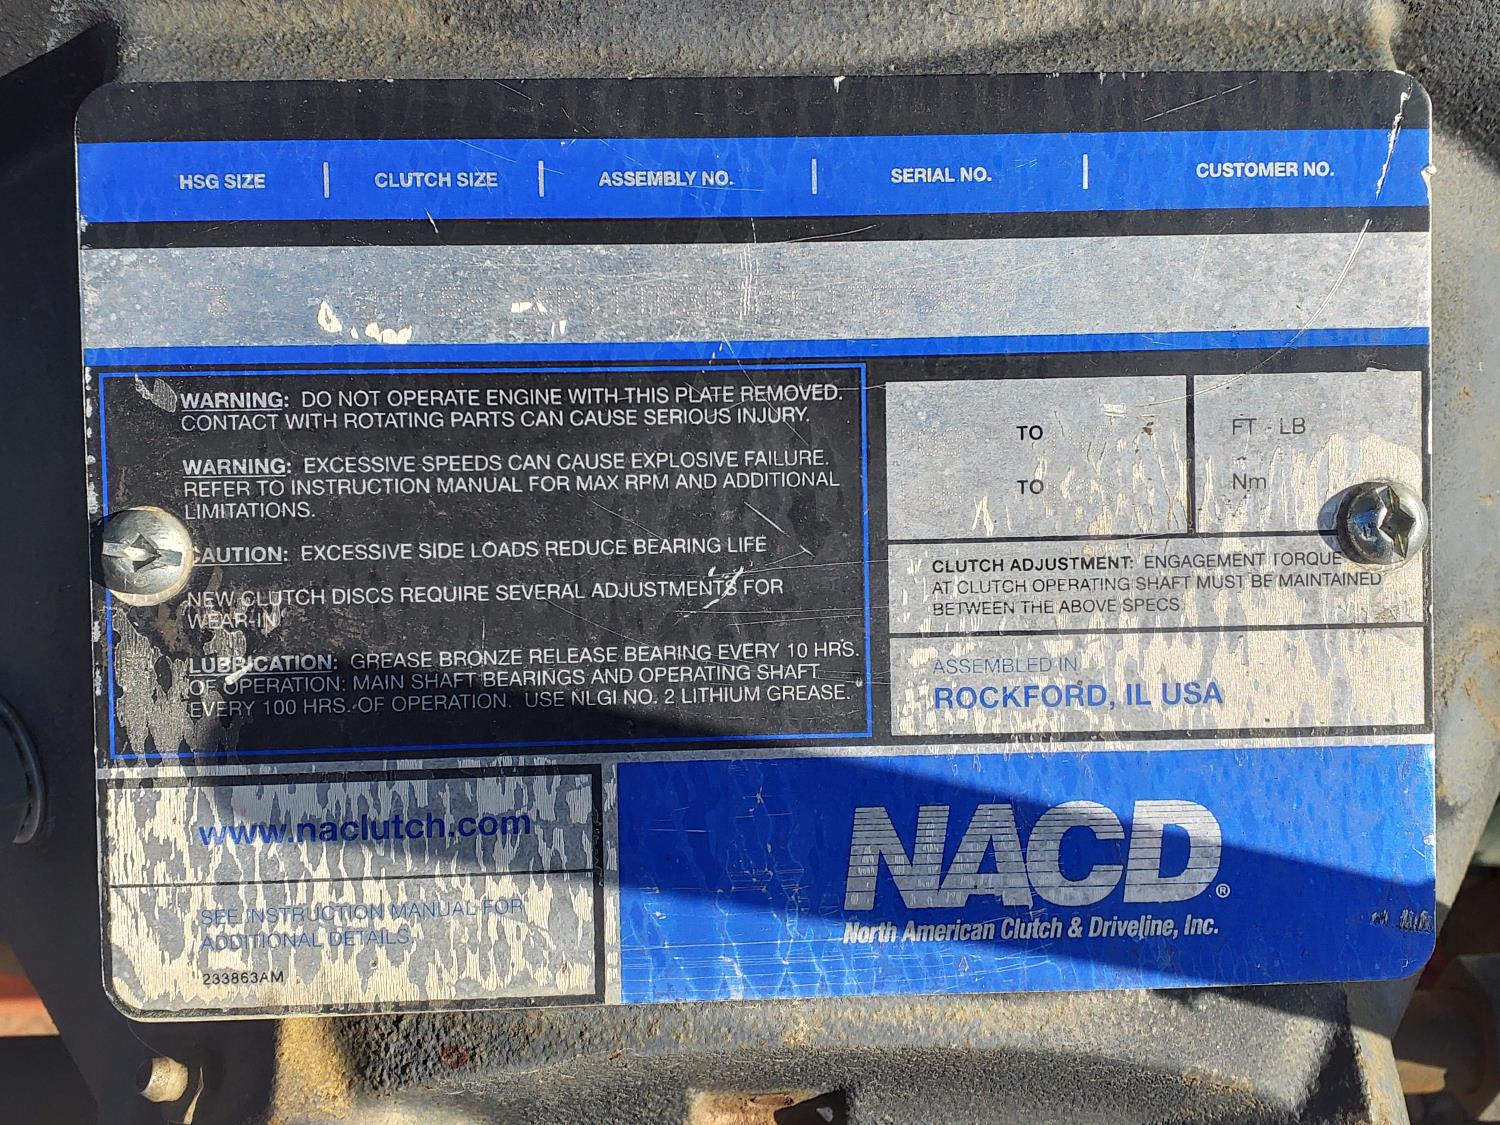 HSG SIZE | CLUTCH SIZE | ASSEMBLY NO. | SERIAL NO. | CUSTOMER NO.
3
WARNING: DO NOT OPERATE ENGINE WITH THIS PLATE REMOVED.
CONTACT WITH ROTATING PARTS CAN CAUSE SERIOUS INJURY.
WARNING: EXCESSIVE SPEEDS CAN CAUSE EXPLOSIVE FAILURE.
REFER TO INSTRUCTION MANUAL FOR MAX RPM AND ADDITIONAL
LIMITATIONS.
CAUTION: EXCESSIVE SIDE LOADS REDUCE BEARING LIFE
NEW CLUTCH DISCS REQUIRE SEVERAL ADJUSTMENTS FOR
WEAR-IN
LUBRICATION: GREASE BRONZE RELEASE BEARING EVERY 10 HRS.
OF OPERATION: MAIN SHAFT BEARINGS AND OPERATING SHAFT
EVERY 100 HRS. OF OPERATION. USE NLGI NO. 2 LITHIUM GREASE.
TO FT - LB
TO Nm
CLUTCH ADJUSTMENT: ENGAGEMENT TORQUE
AT CLUTCH OPERATING SHAFT MUST BE MAINTAINED
BETWEEN THE ABOVE SPECS
ASSEMBLED IN
ROCKFORD, IL USA
www.naclutch.com
SEE INSTRUCTION MANUAL FOR
ADDITIONAL DETAILS.
233863AM
NACD®
North American Clutch & Driveline, Inc.